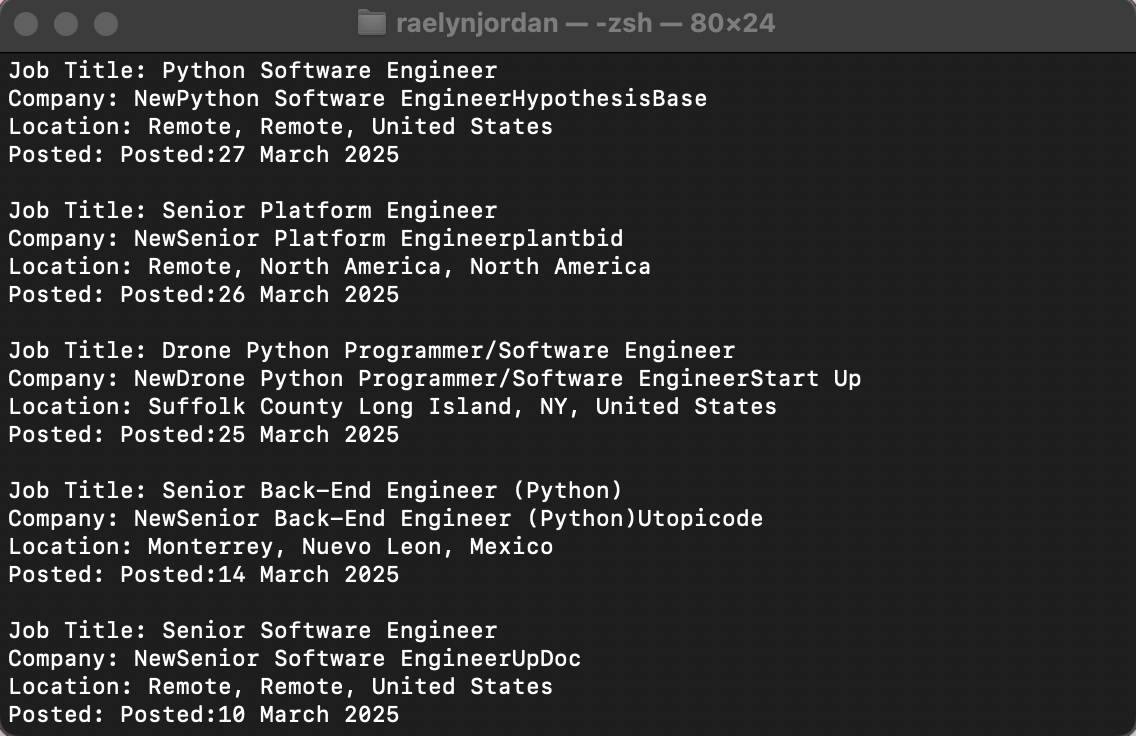 raelynjordan — -zsh — 80×24
Job Title: Python Software Engineer
Company: NewPython Software EngineerHypothesisBase
Location: Remote, Remote, United States
Posted: Posted:27 March 2025
Job Title: Senior Platform Engineer
Company: NewSenior Platform Engineerplantbid
Location: Remote, North America, North America
Posted: Posted:26 March 2025
Job Title: Drone Python Programmer/Software Engineer
Company: NewDrone Python Programmer/Software EngineerStart Up
Location: Suffolk County Long Island, NY, United States
Posted: Posted:25 March 2025
Job Title: Senior Back-End Engineer (Python)
Company: NewSenior Back-End Engineer (Python)Utopicode
Location: Monterrey, Nuevo Leon, Mexico
Posted: Posted:14 March 2025
Job Title: Senior Software Engineer
Company: NewSenior Software EngineerUpDoc
Location: Remote, Remote, United States
Posted: Posted:10 March 2025